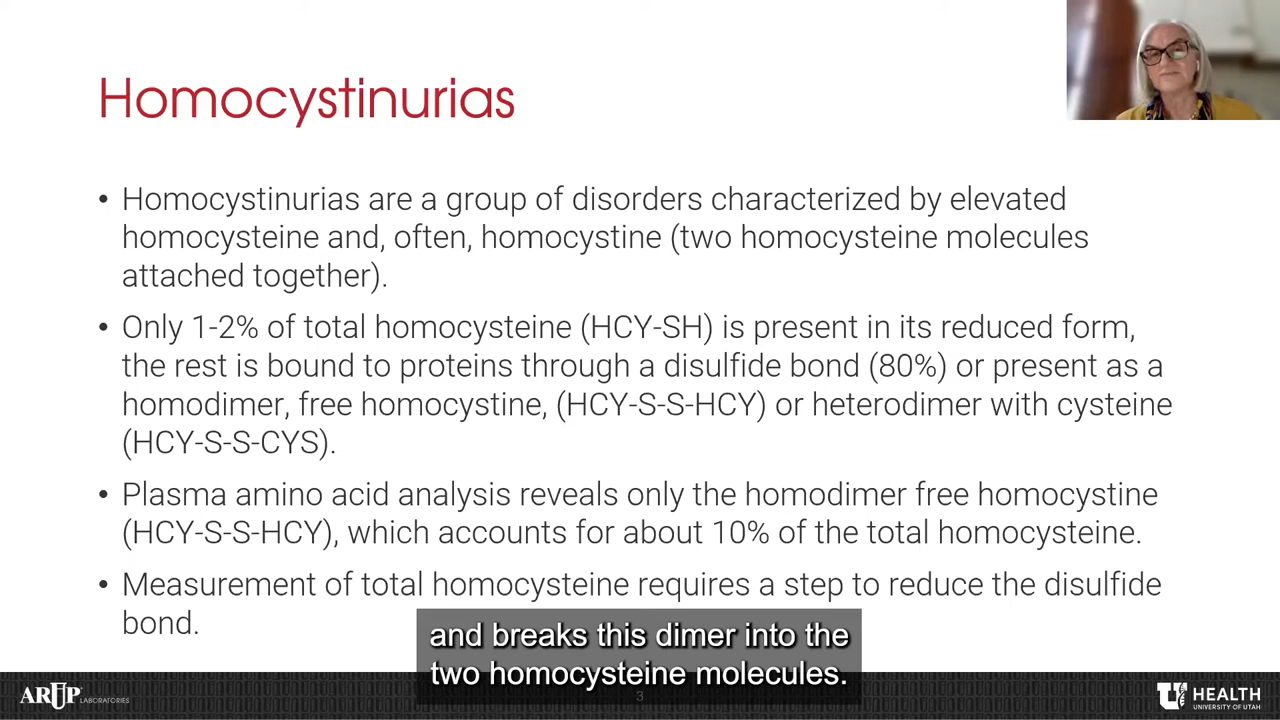 Homocystinurias
• Homocystinurias are a group of disorders characterized by elevated
homocysteine and, often, homocystine (two homocysteine molecules
attached together).
• Only 1-2% of total homocysteine (HCY-SH) is present in its reduced form,
the rest is bound to proteins through a disulfide bond (80%) or present as a
homodimer, free homocystine, (HCY-S-S-HCY) or heterodimer with cysteine
(HCY-S-S-CYS).
• Plasma amino acid analysis reveals only the homodimer free homocystine
(HCY-S-S-HCY), which accounts for about 10% of the total homocysteine.
• Measurement of total homocysteine requires a step to reduce the disulfide
bond.
and breaks this dimer into the
two homocysteine molecules.
ARUP LABORATORIES
3
U HEALTH
UNIVERSITY OF UTAH